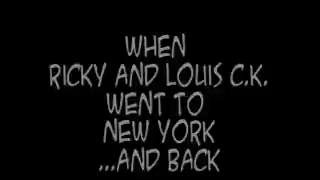 WHEN
RICKY AND LOUIS C.K.
WENT TO
NEW YORK
...AND BACK